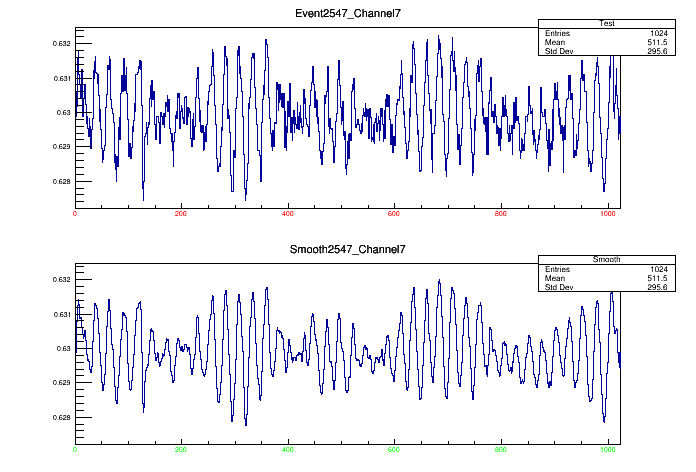 Event2547_Channel7
Test
Entries 1024
Mean 511.5
Std Dev 295.6
0.632
0.631
0.63
0.629
0.628
0 200 400 600 800 1000
Smooth2547_Channel7
Smooth
Entries 1024
Mean 511.5
Std Dev 295.6
0.632
0.631
0.63
0.629
0.628
0 200 400 600 800 1000